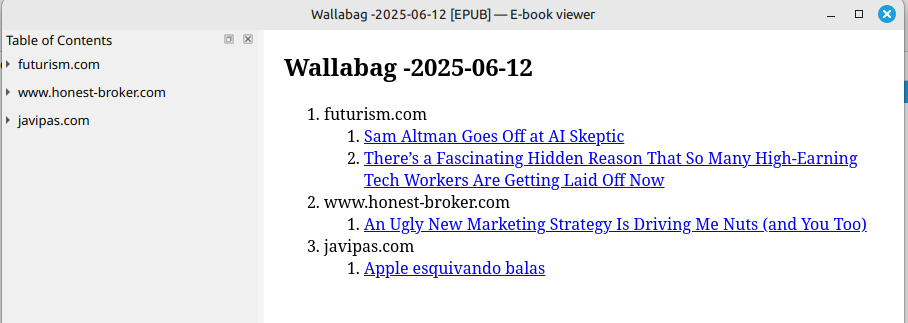 Wallabag -2025-06-12 [EPUB] — E-book viewer
Table of Contents
futurism.com
www.honest-broker.com
javipas.com
Wallabag -2025-06-12
1. futurism.com
1. Sam Altman Goes Off at AI Skeptic
2. There’s a Fascinating Hidden Reason That So Many High-Earning
Tech Workers Are Getting Laid Off Now
2. www.honest-broker.com
1. An Ugly New Marketing Strategy Is Driving Me Nuts (and You Too)
3. javipas.com
1. Apple esquivando balas